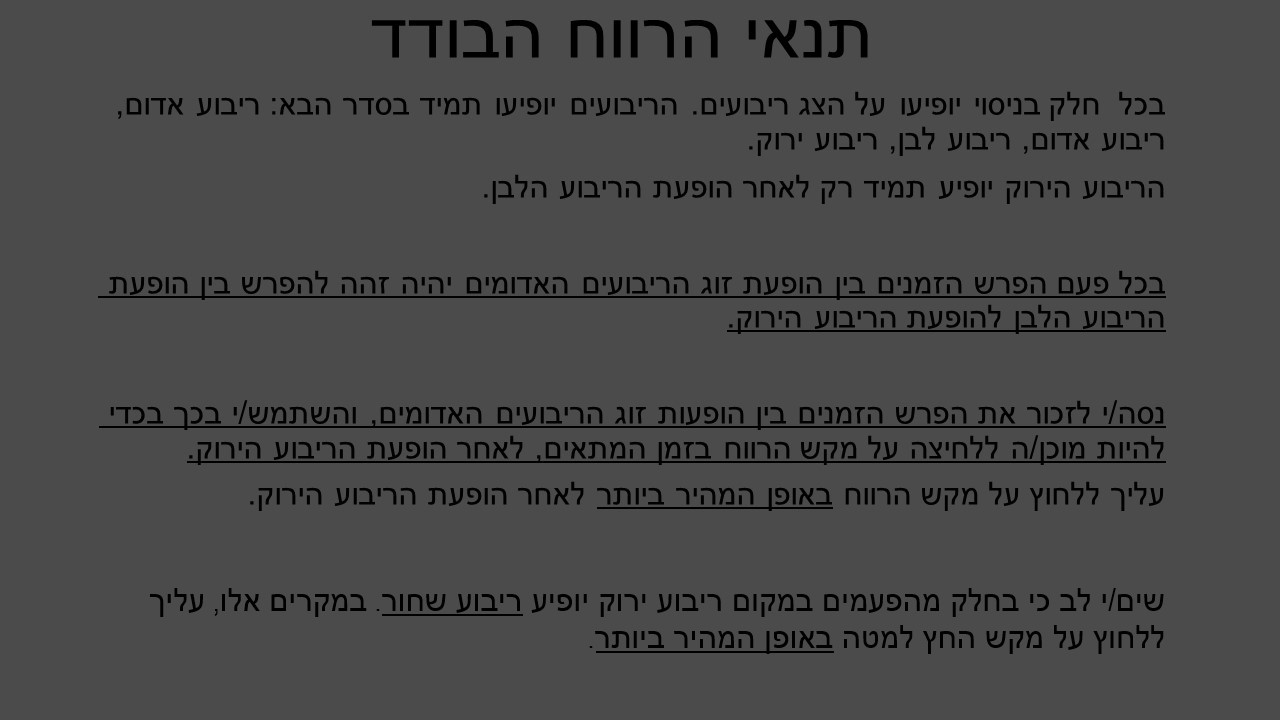 תנאי הרווח הבודד
בכל חלק בניסוי יופיעו על הצג ריבועים. הריבועים יופיעו תמיד בסדר הבא: ריבוע אדום,
ריבוע אדום, ריבוע לבן, ריבוע ירוק.
הריבוע הירוק יופיע תמיד רק לאחר הופעת הריבוע הלבן.
בכל פעם הפרש הזמנים בין הופעת זוג הריבועים האדומים יהיה זהה להפרש בין הופעת
הריבוע הלבן להופעת הריבוע הירוק.
נסה/י לזכור את הפרש הזמנים בין הופעות זוג הריבועים האדומים, והשתמש/י בכך בכדי
להיות מוכן/ה ללחיצה על מקש הרווח בזמן המתאים, לאחר הופעת הריבוע הירוק.
עליך ללחוץ על מקש הרווח באופן המהיר ביותר לאחר הופעת הריבוע הירוק.
שים/י לב כי בחלק מהפעמים במקום ריבוע ירוק יופיע ריבוע שחור. במקרים אלו, עליך
ללחוץ על מקש החץ למטה באופן המהיר ביותר.